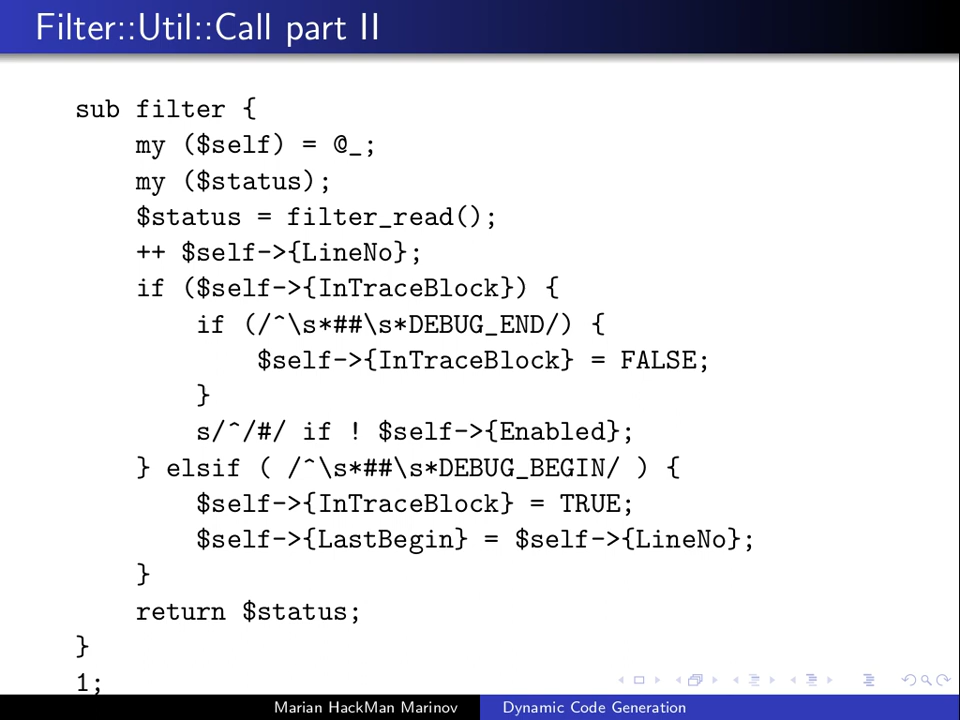 Filter::Util::Call part II
sub filter {
    my ($self) = @_;
    my ($status);
    $status = filter_read();
    ++ $self->{LineNo};
    if ($self->{InTraceBlock}) {
        if (/^\s*##\s*DEBUG_END/) {
            $self->{InTraceBlock} = FALSE;
        }
        s/^/#/ if ! $self->{Enabled};
    } elsif ( /^\s*##\s*DEBUG_BEGIN/ ) {
        $self->{InTraceBlock} = TRUE;
        $self->{LastBegin} = $self->{LineNo};
    }
    return $status;
}
1;
Marian HackMan Marinov
Dynamic Code Generation